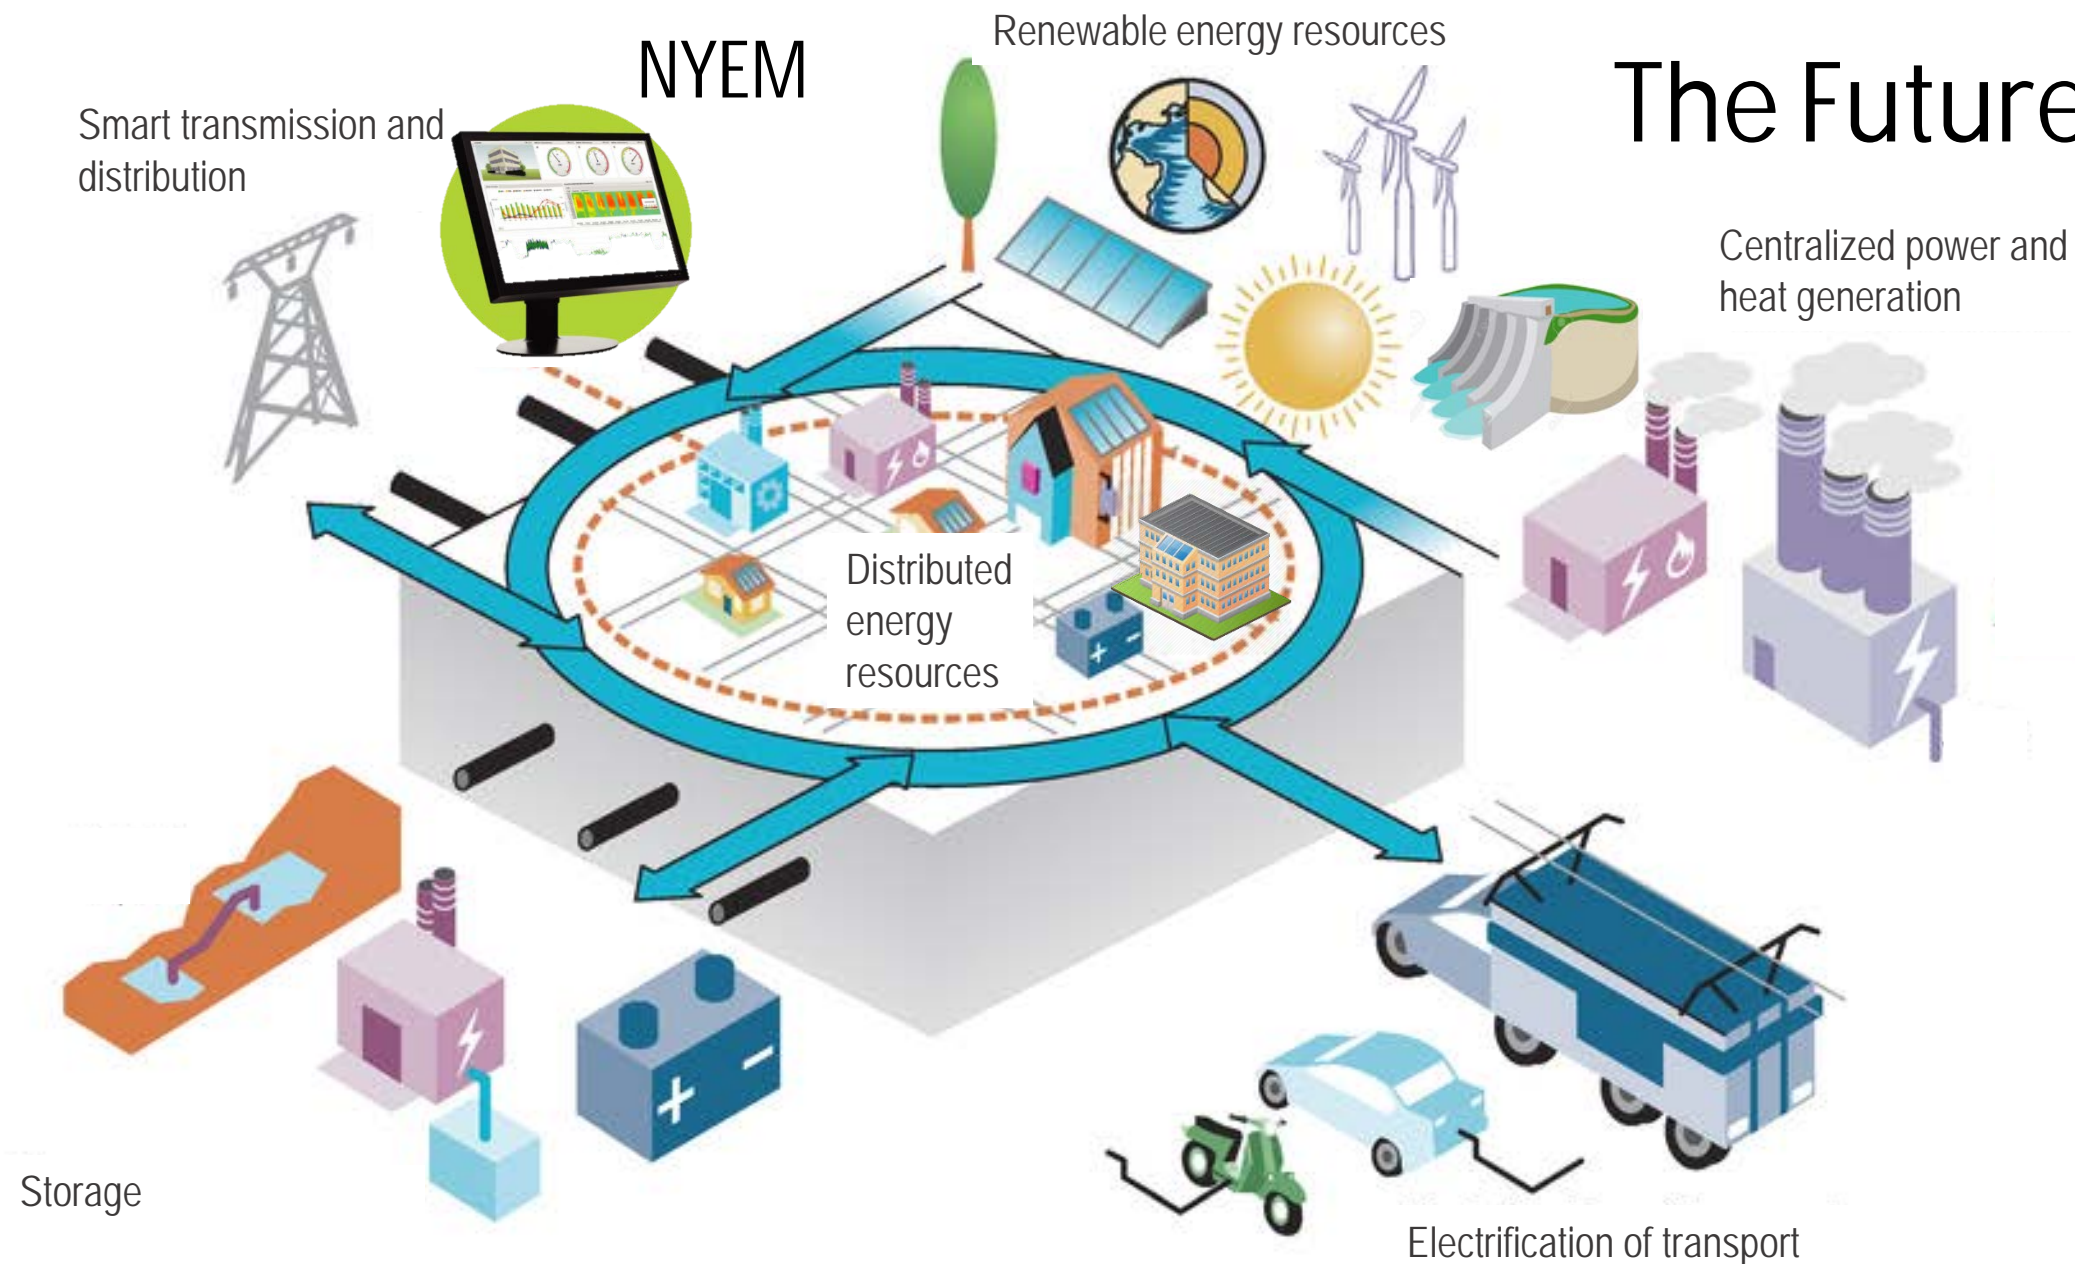 NYEM
Renewable energy resources
The Future
Smart transmission and
distribution
Centralized power and
heat generation
Distributed
energy
resources
+
-
+
-
Storage
Electrification of transport